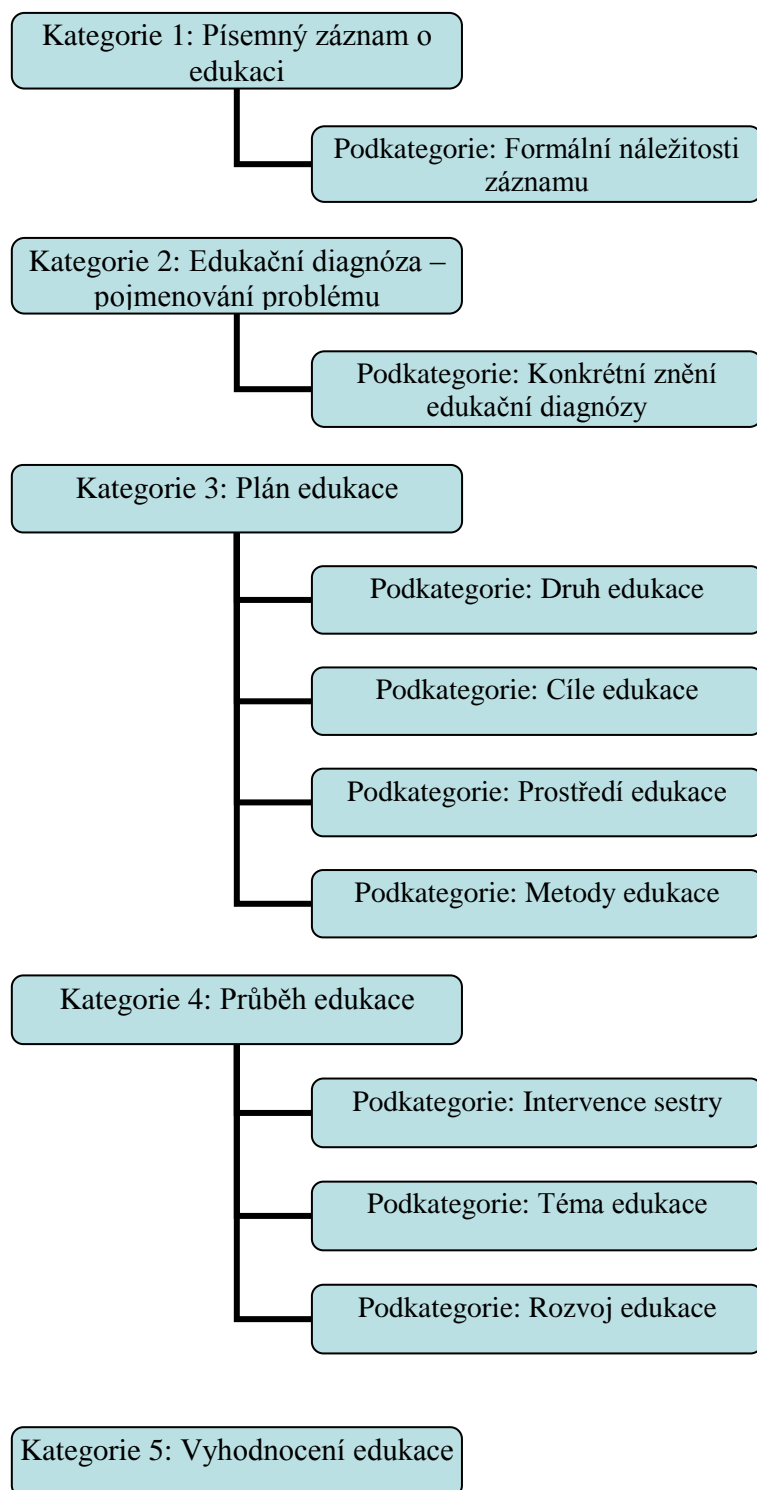 Kategorie 1: Písemný záznam o
edukaci
Podkategorie: Formální náležitosti
záznamu
Kategorie 2: Edukační diagnóza –
pojmenování problému
Podkategorie: Konkrétní znění
edukační diagnózy
Kategorie 3: Plán edukace
Podkategorie: Druh edukace
Podkategorie: Cíle edukace
Podkategorie: Prostředí edukace
Podkategorie: Metody edukace
Kategorie 4: Průběh edukace
Podkategorie: Intervence sestry
Podkategorie: Téma edukace
Podkategorie: Rozvoj edukace
Kategorie 5: Vyhodnocení edukace